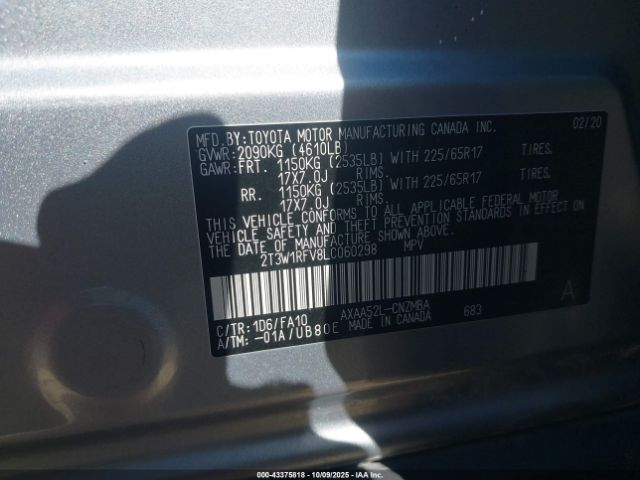 MFD. BY: TOYOTA MOTOR MANUFACTURING CANADA INC. 02/20
GVWR: 2090KG (4610LB)
GAWR: FRT. 1150KG (2535LB) WITH 225/65R17 TIRES.
17X7.0J RIMS.
RR. 1150KG (2535LB) WITH 225/65R17 TIRES.
17X7.0J RIMS.
THIS VEHICLE CONFORMS TO ALL APPLICABLE FEDERAL MOTOR
VEHICLE SAFETY AND THEFT PREVENTION STANDARDS IN EFFECT ON
THE DATE OF MANUFACTURE SHOWN ABOVE.
2T3W1RFV8LC060298 MPV
A
C/TR: 1D6/FA10 AXAA52L-CNZMBA 683
A/TM: -01A/UB80E MADE IN CANADA
000-43375818 - 10/09/2025 - IAAI.COM